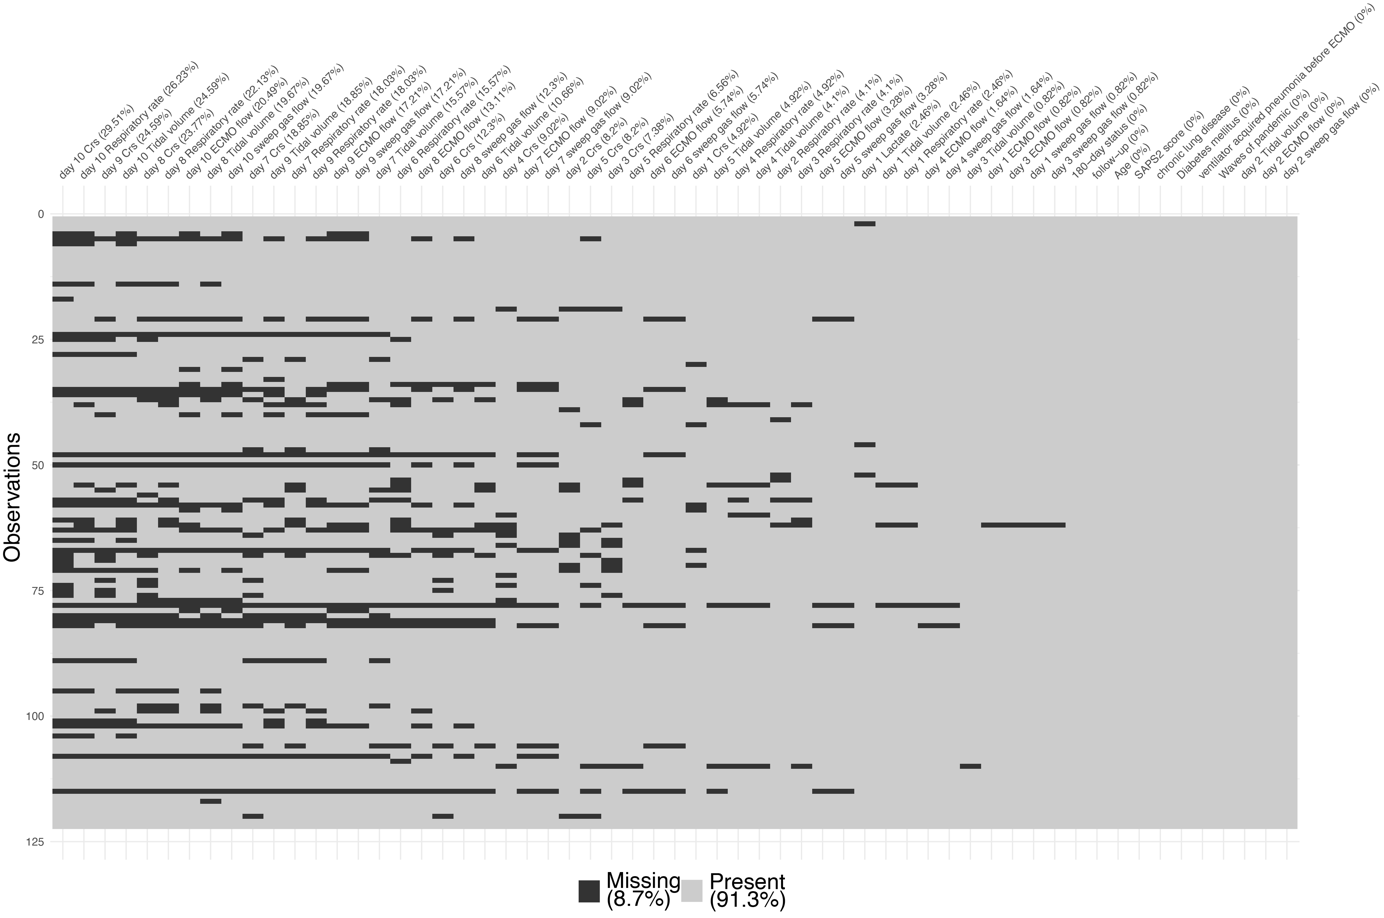 day 10 Crs (29.51%)
day 10 Respiratory rate (26.23%)
day 9 Crs (24.59%)
day 10 Tidal volume (24.59%)
day 8 Crs (23.77%)
day 8 Respiratory rate (22.13%)
day 10 ECMO flow (20.49%)
day 8 Tidal volume (19.67%)
day 10 sweep gas flow (19.67%)
day 7 Crs (18.85%)
day 9 Tidal volume (18.85%)
day 7 Respiratory rate (18.03%)
day 9 Respiratory rate (18.03%)
day 9 ECMO flow (17.21%)
day 9 sweep gas flow (17.21%)
day 7 Tidal volume (15.57%)
day 6 Respiratory rate (15.57%)
day 8 ECMO flow (13.11%)
day 6 Crs (12.3%)
day 8 sweep gas flow (12.3%)
day 6 Tidal volume (10.66%)
day 4 Crs (9.02%)
day 7 ECMO flow (9.02%)
day 7 sweep gas flow (9.02%)
day 2 Crs (8.2%)
day 5 Crs (8.2%)
day 3 Crs (7.38%)
day 5 Respiratory rate (6.56%)
day 6 ECMO flow (5.74%)
day 6 sweep gas flow (5.74%)
day 1 Crs (4.92%)
day 5 Tidal volume (4.92%)
day 4 Respiratory rate (4.92%)
day 4 Tidal volume (4.1%)
day 2 Respiratory rate (4.1%)
day 3 Respiratory rate (4.1%)
day 5 ECMO flow (3.28%)
day 5 sweep gas flow (3.28%)
day 1 Lactate (2.46%)
day 1 Tidal volume (2.46%)
day 1 Respiratory rate (2.46%)
day 4 ECMO flow (1.64%)
day 4 sweep gas flow (1.64%)
day 3 Tidal volume (0.82%)
day 1 ECMO flow (0.82%)
day 3 ECMO flow (0.82%)
day 1 sweep gas flow (0.82%)
day 3 sweep gas flow (0.82%)
180-day status (0%)
follow-up (0%)
Age (0%)
SAPS2 score (0%)
chronic lung disease (0%)
Diabetes mellitus (0%)
ventilator acquired pneumonia before ECMO (0%)
Waves of pandemic (0%)
day 2 Tidal volume (0%)
day 2 ECMO flow (0%)
day 2 sweep gas flow (0%)
0
25
50
75
100
125
Observations
Missing (8.7%)
Present (91.3%)